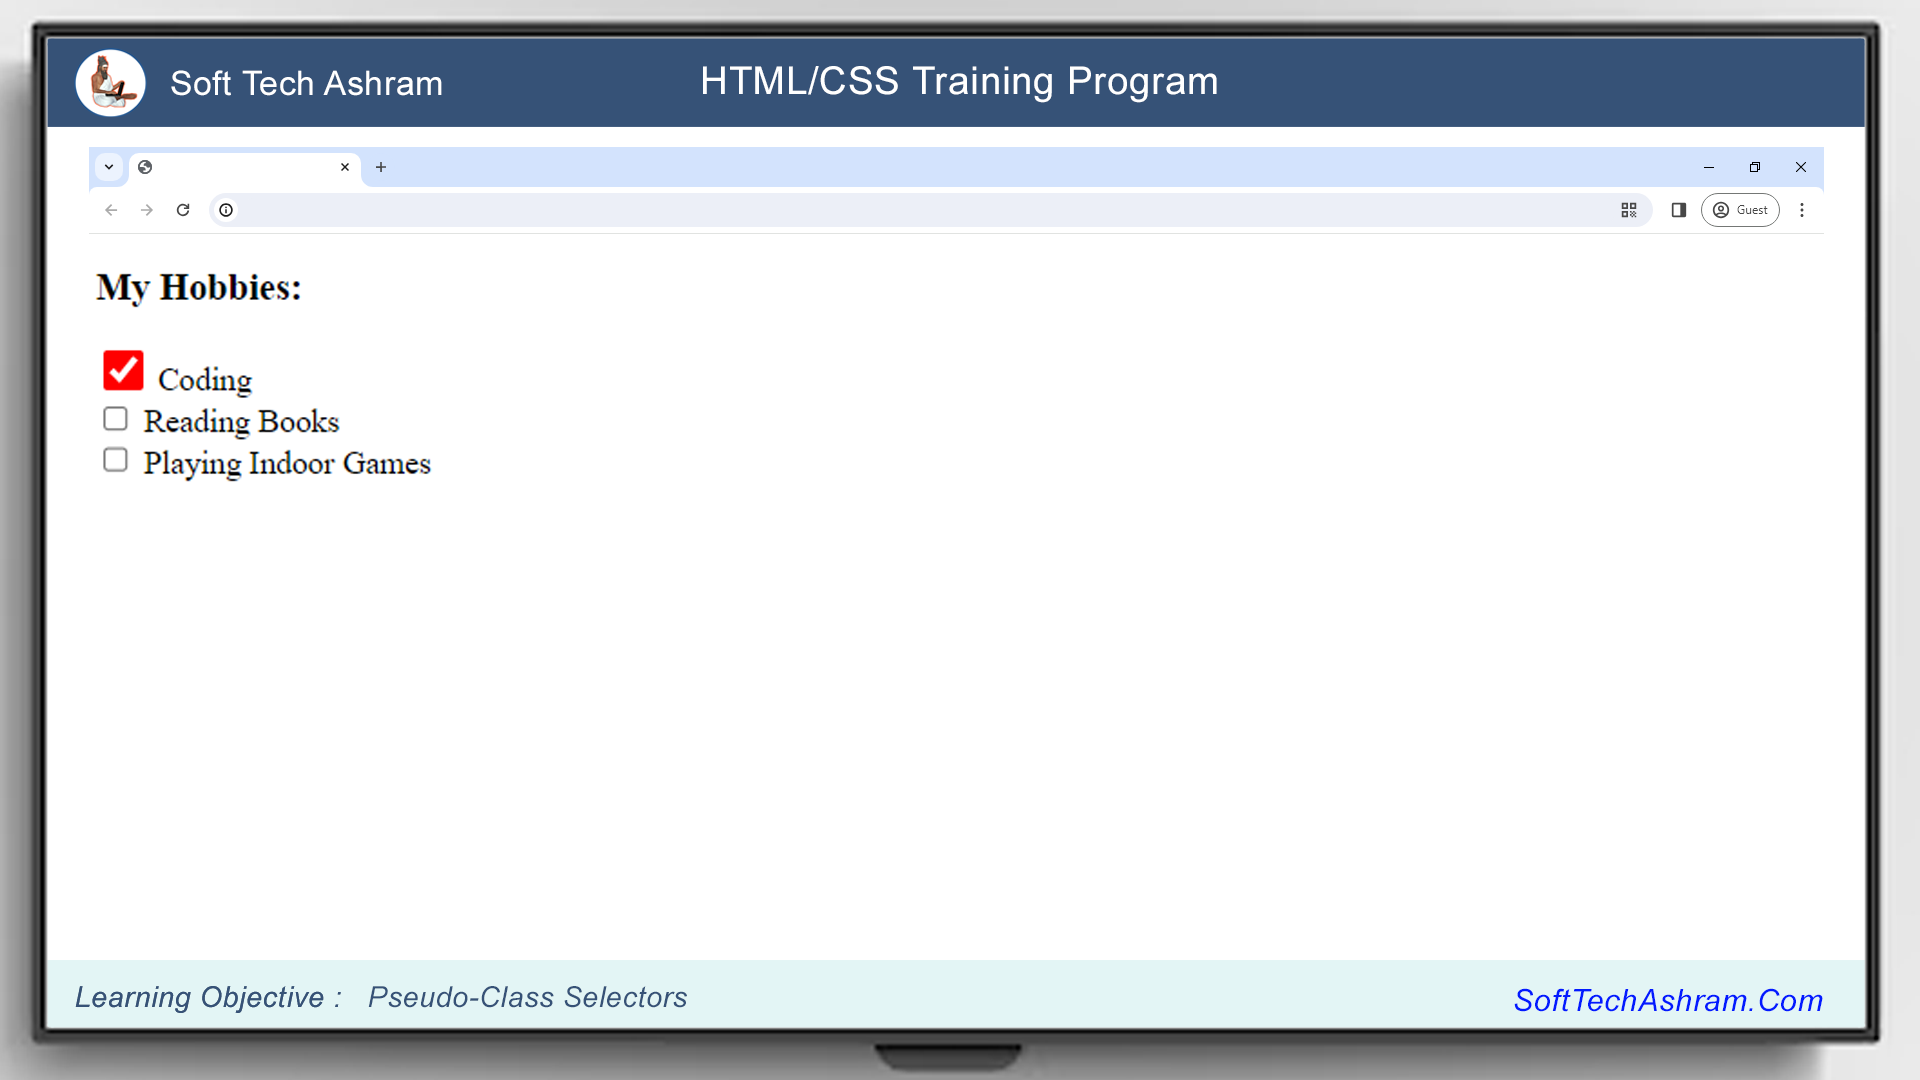 Soft Tech Ashram
HTML/CSS Training Program
Guest
My Hobbies:
Coding
Reading Books
Playing Indoor Games
Learning Objective : Pseudo-Class Selectors
SoftTechAshram.Com